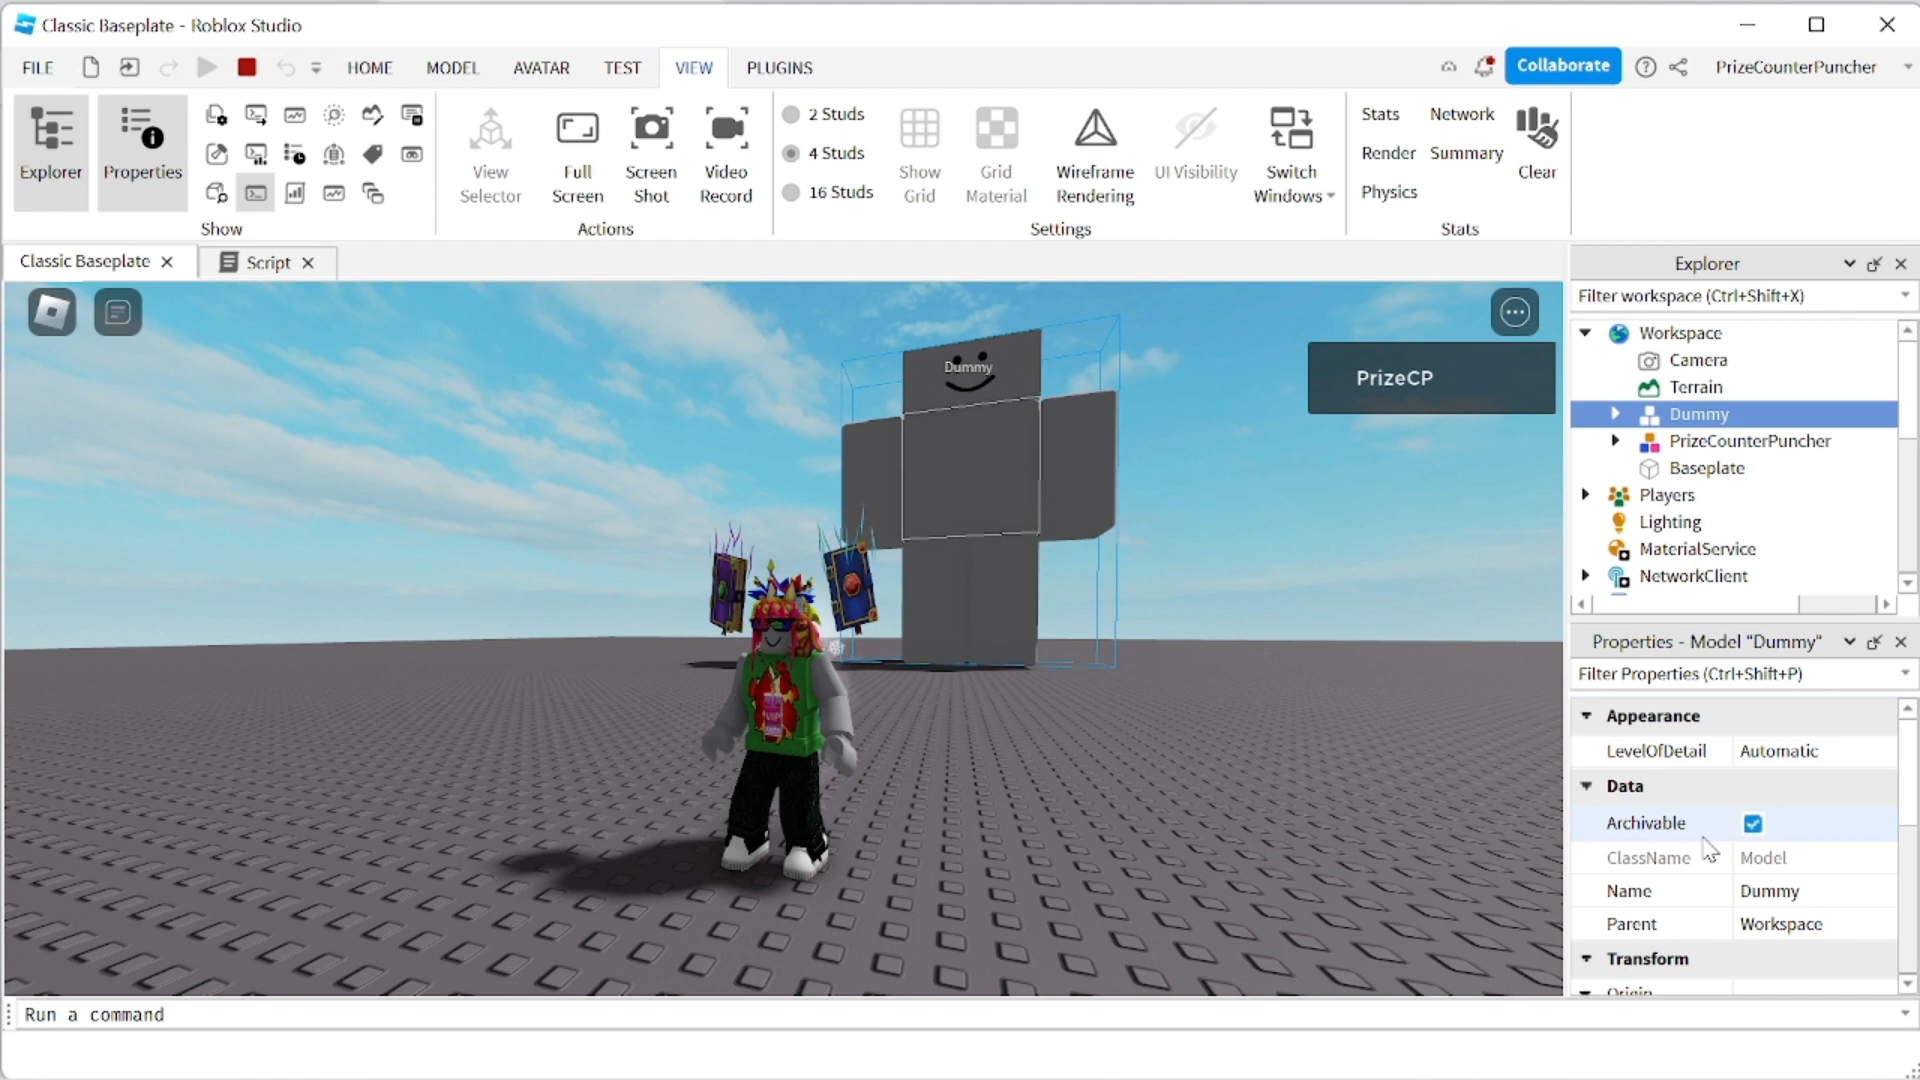 Classic Baseplate - Roblox Studio
FILE HOME MODEL AVATAR TEST VIEW PLUGINS Collaborate PrizeCounterPuncher
Explorer
Properties
Show
View Selector
Full Screen
Screen Shot
Video Record
Actions
2 Studs
4 Studs
16 Studs
Show Grid
Grid Material
Wireframe Rendering
UI Visibility
Switch Windows
Settings
Stats Network
Render Summary
Physics
Clear
Stats
Classic Baseplate Script
Dummy
PrizeCP
Explorer
Filter workspace (Ctrl+Shift+X)
Workspace
Camera
Terrain
Dummy
PrizeCounterPuncher
Baseplate
Players
Lighting
MaterialService
NetworkClient
Properties - Model "Dummy"
Filter Properties (Ctrl+Shift+P)
Appearance
LevelOfDetail Automatic
Data
Archivable
ClassName Model
Name Dummy
Parent Workspace
Transform
Origin
Run a command